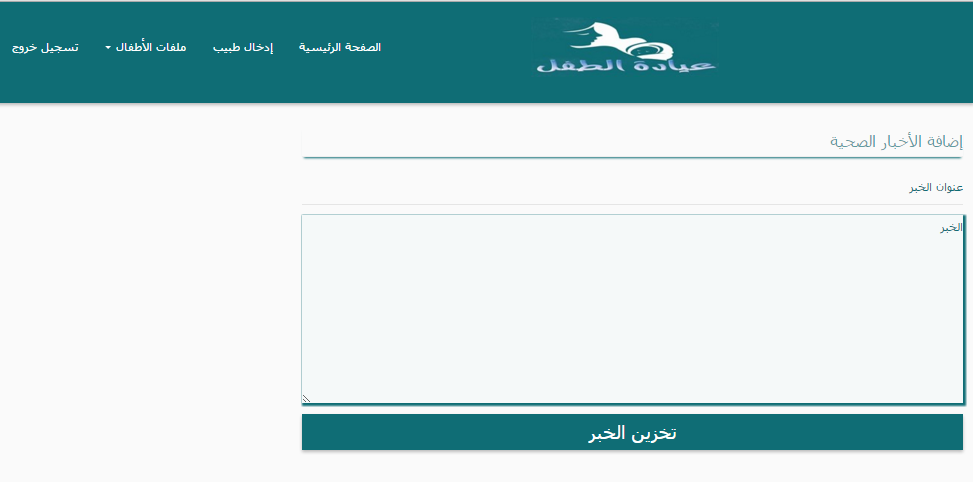 عيادة الطفل
الصفحة الرئيسية إدخال طبيب ملفات الأطفال تسجيل خروج
إضافة الأخبار الصحية
عنوان الخبر
الخبر
تخزين الخبر